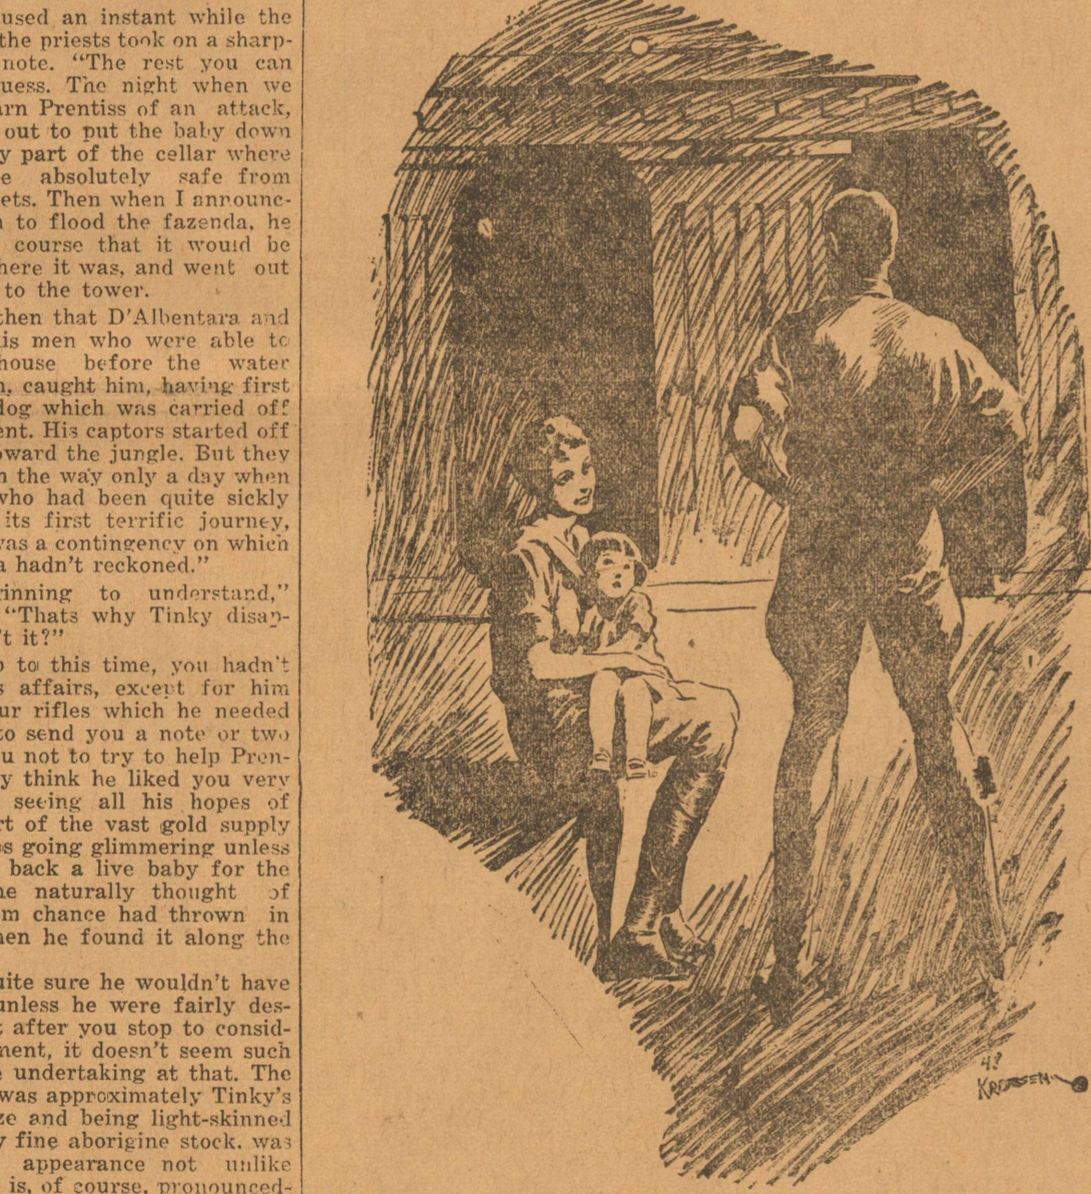 used an instant while the
the priests took on a sharp-
note. “The rest you can
uess. The night when we
arn Prentiss of an attack,
out to put the baby down
y part of the cellar where
e absolutely safe from
ets. Then when I announc-
n to flood the fazenda, he
course that it would be
here it was, and went out
to the tower.
then that D'Albentara and
is men who were able to
house before the water
n, caught him, having first
dog which was carried off
ent. His captors started off
oward the jungle. But they
n the way only a day when
who had been quite sickly
its first terrific journey,
was a contingency on which
a hadn't reckoned.”
inning to understand,”
“Thats why Tinky disap-
't it?”
o to this time, you hadn't
s affairs, except for him
ur rifles which he needed
to send you a note or two
u not to try to help Pren-
y think he liked you very
seeing all his hopes of
rt of the vast gold supply
s going glimmering unless
back a live baby for the
he naturally thought of
m chance had thrown in
hen he found it along the
uite sure he wouldn't have
unless he were fairly des-
t after you stop to consid-
ment, it doesn't seem such
e undertaking at that. The
was approximately Tinky's
ze and being light-skinned
y fine aborigine stock. was
appearance not unlike
is, of course, pronounced-